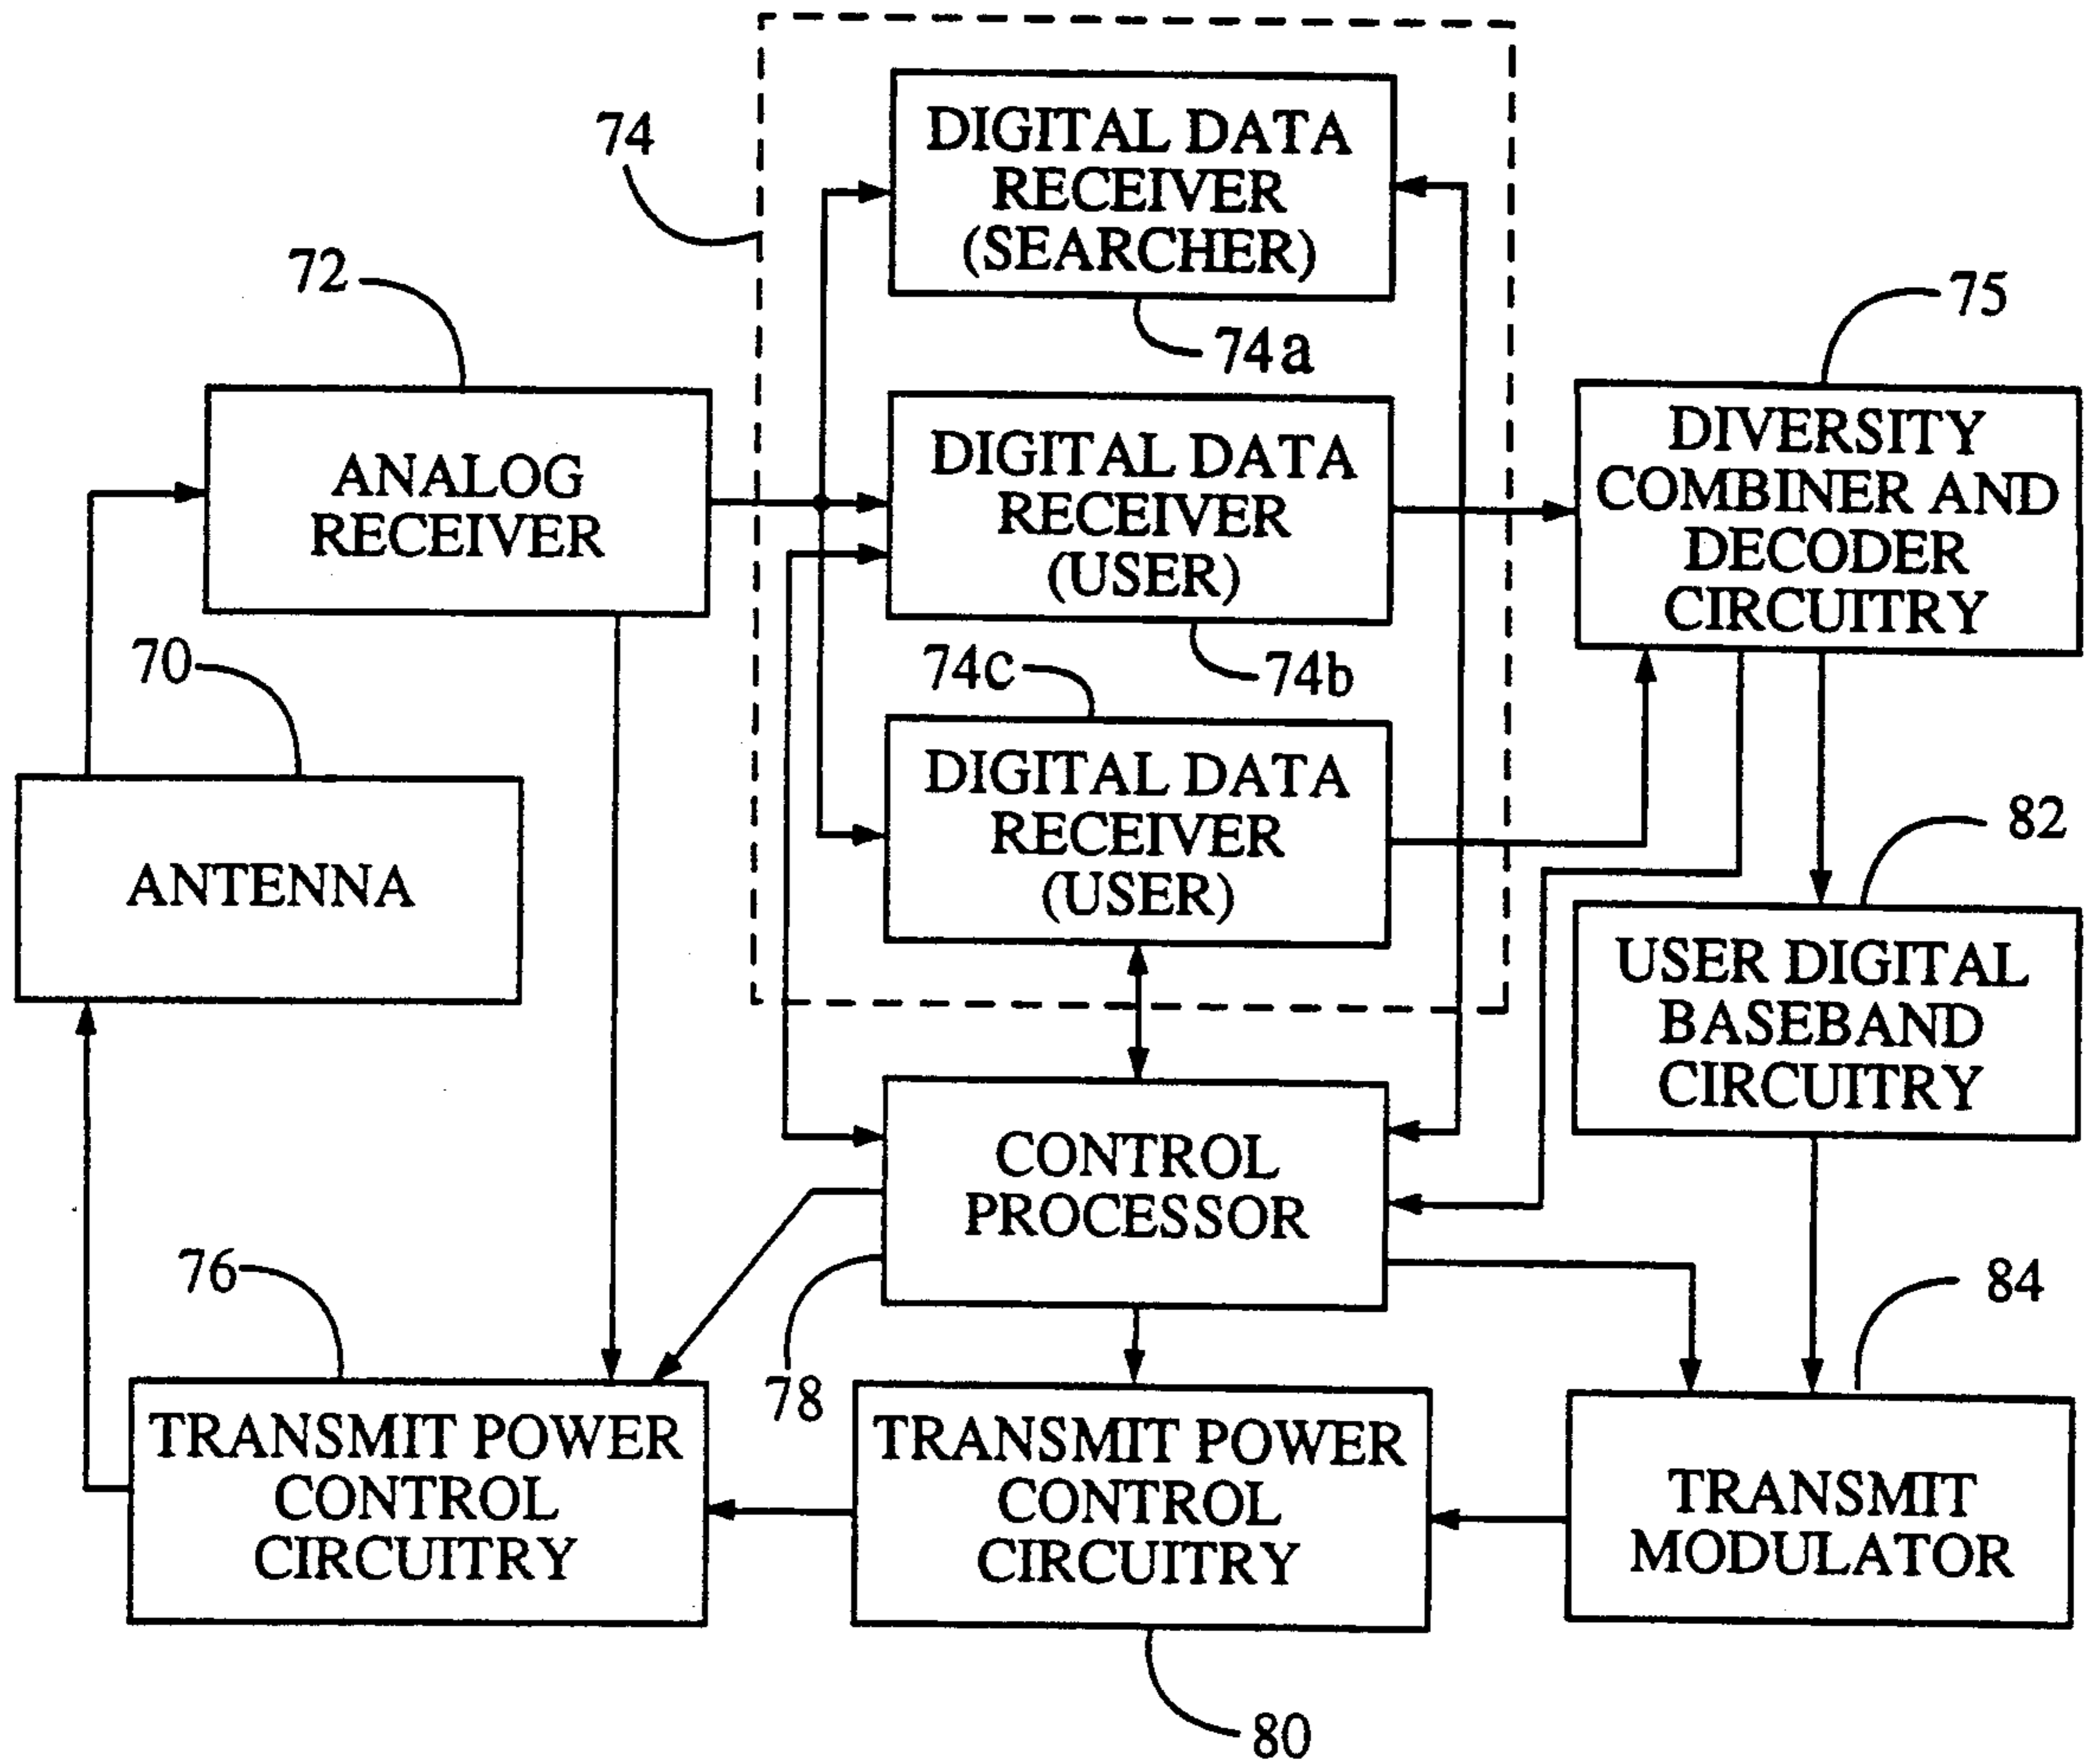 74
DIGITAL DATA
RECEIVER
(SEARCHER)
74a
72
ANALOG
RECEIVER
DIGITAL DATA
RECEIVER
(USER)
74b
75
DIVERSITY
COMBINER AND
DECODER
CIRCUITRY
70
ANTENNA
74c
DIGITAL DATA
RECEIVER
(USER)
82
USER DIGITAL
BASEBAND
CIRCUITRY
CONTROL
PROCESSOR
78
76
TRANSMIT POWER
CONTROL
CIRCUITRY
TRANSMIT POWER
CONTROL
CIRCUITRY
80
84
TRANSMIT
MODULATOR